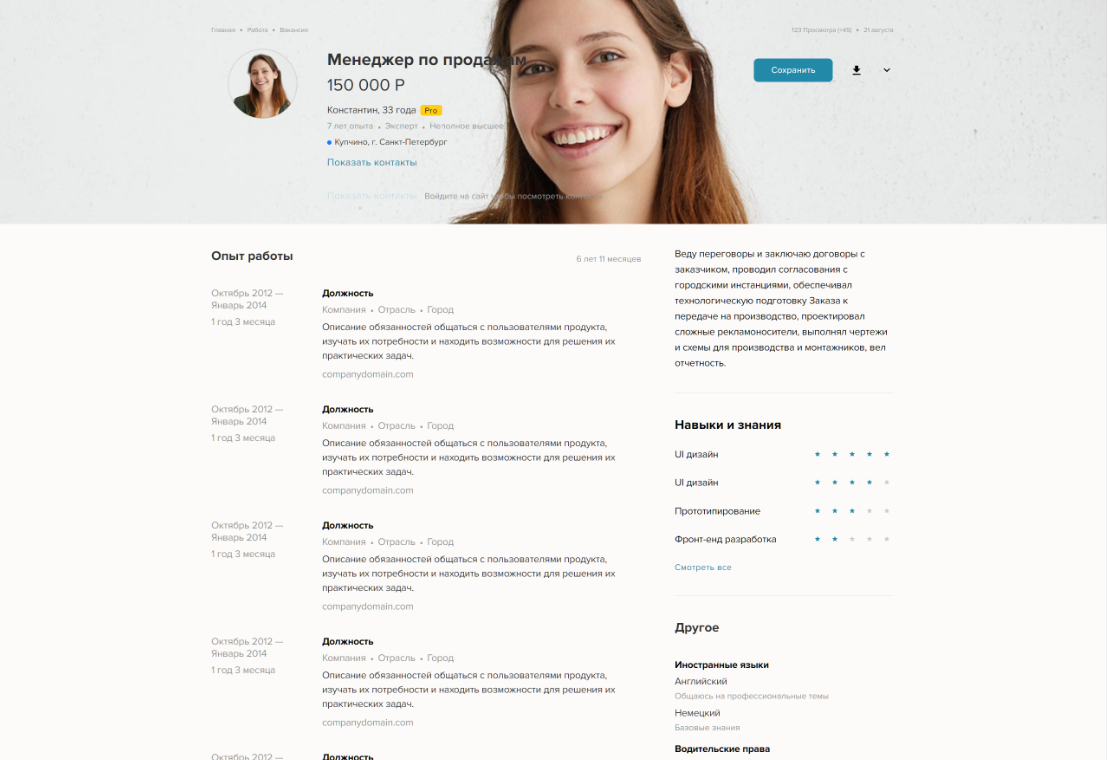 Главная • Работа • Вакансия
123 Просмотра (+45) • 21 августа
Менеджер по продажам
150 000 Р
Сохранить
Константин, 33 года Pro
7 лет опыта • Эксперт • Неполное высшее
Купчино, г. Санкт-Петербург
Показать контакты
Показать контакты Войдите на сайт чтобы посмотреть
Опыт работы
6 лет 11 месяцев
Октябрь 2012 —
Январь 2014
1 год 3 месяца
Должность
Компания • Отрасль • Город
Описание обязанностей общаться с пользователями продукта,
изучать их потребности и находить возможности для решения их
практических задач.
companydomain.com
Октябрь 2012 —
Январь 2014
1 год 3 месяца
Должность
Компания • Отрасль • Город
Описание обязанностей общаться с пользователями продукта,
изучать их потребности и находить возможности для решения их
практических задач.
companydomain.com
Октябрь 2012 —
Январь 2014
1 год 3 месяца
Должность
Компания • Отрасль • Город
Описание обязанностей общаться с пользователями продукта,
изучать их потребности и находить возможности для решения их
практических задач.
companydomain.com
Октябрь 2012 —
Январь 2014
1 год 3 месяца
Должность
Компания • Отрасль • Город
Описание обязанностей общаться с пользователями продукта,
изучать их потребности и находить возможности для решения их
практических задач.
companydomain.com
Октябрь 2012 —
Должность
Веду переговоры и заключаю договоры с
заказчиком, проводил согласования с
городскими инстанциями, обеспечивал
технологическую подготовку Заказа к
передаче на производство, проектировал
сложные рекламоносители, выполнял чертежи
и схемы для производства и монтажников, вел
отчетность.
Навыки и знания
UI дизайн
UI дизайн
Прототипирование
Фронт-енд разработка
Смотреть все
Другое
Иностранные языки
Английский
Общаюсь на профессиональные темы
Немецкий
Базовые знания
Водительские права